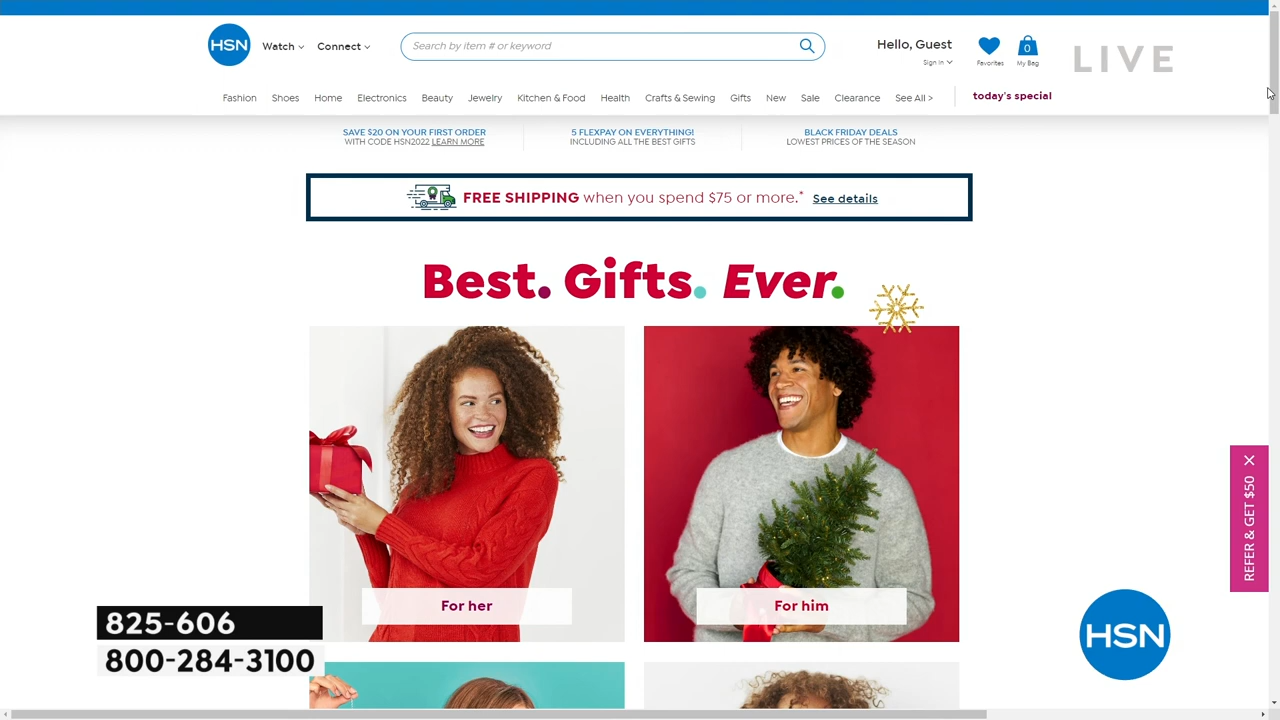 HSN
Watch
Connect
Search by item # or keyword
Hello, Guest
Sign In
Favorites
0
My Bag
LIVE
Fashion
Shoes
Home
Electronics
Beauty
Jewelry
Kitchen & Food
Health
Crafts & Sewing
Gifts
New
Sale
Clearance
See All >
today's special
SAVE $20 ON YOUR FIRST ORDER
WITH CODE HSN2022 LEARN MORE
5 FLEXPAY ON EVERYTHING!
INCLUDING ALL THE BEST GIFTS
BLACK FRIDAY DEALS
LOWEST PRICES OF THE SEASON
FREE SHIPPING when you spend $75 or more.* See details
Best. Gifts. Ever.
For her
For him
REFER & GET $50
825-606
800-284-3100
HSN